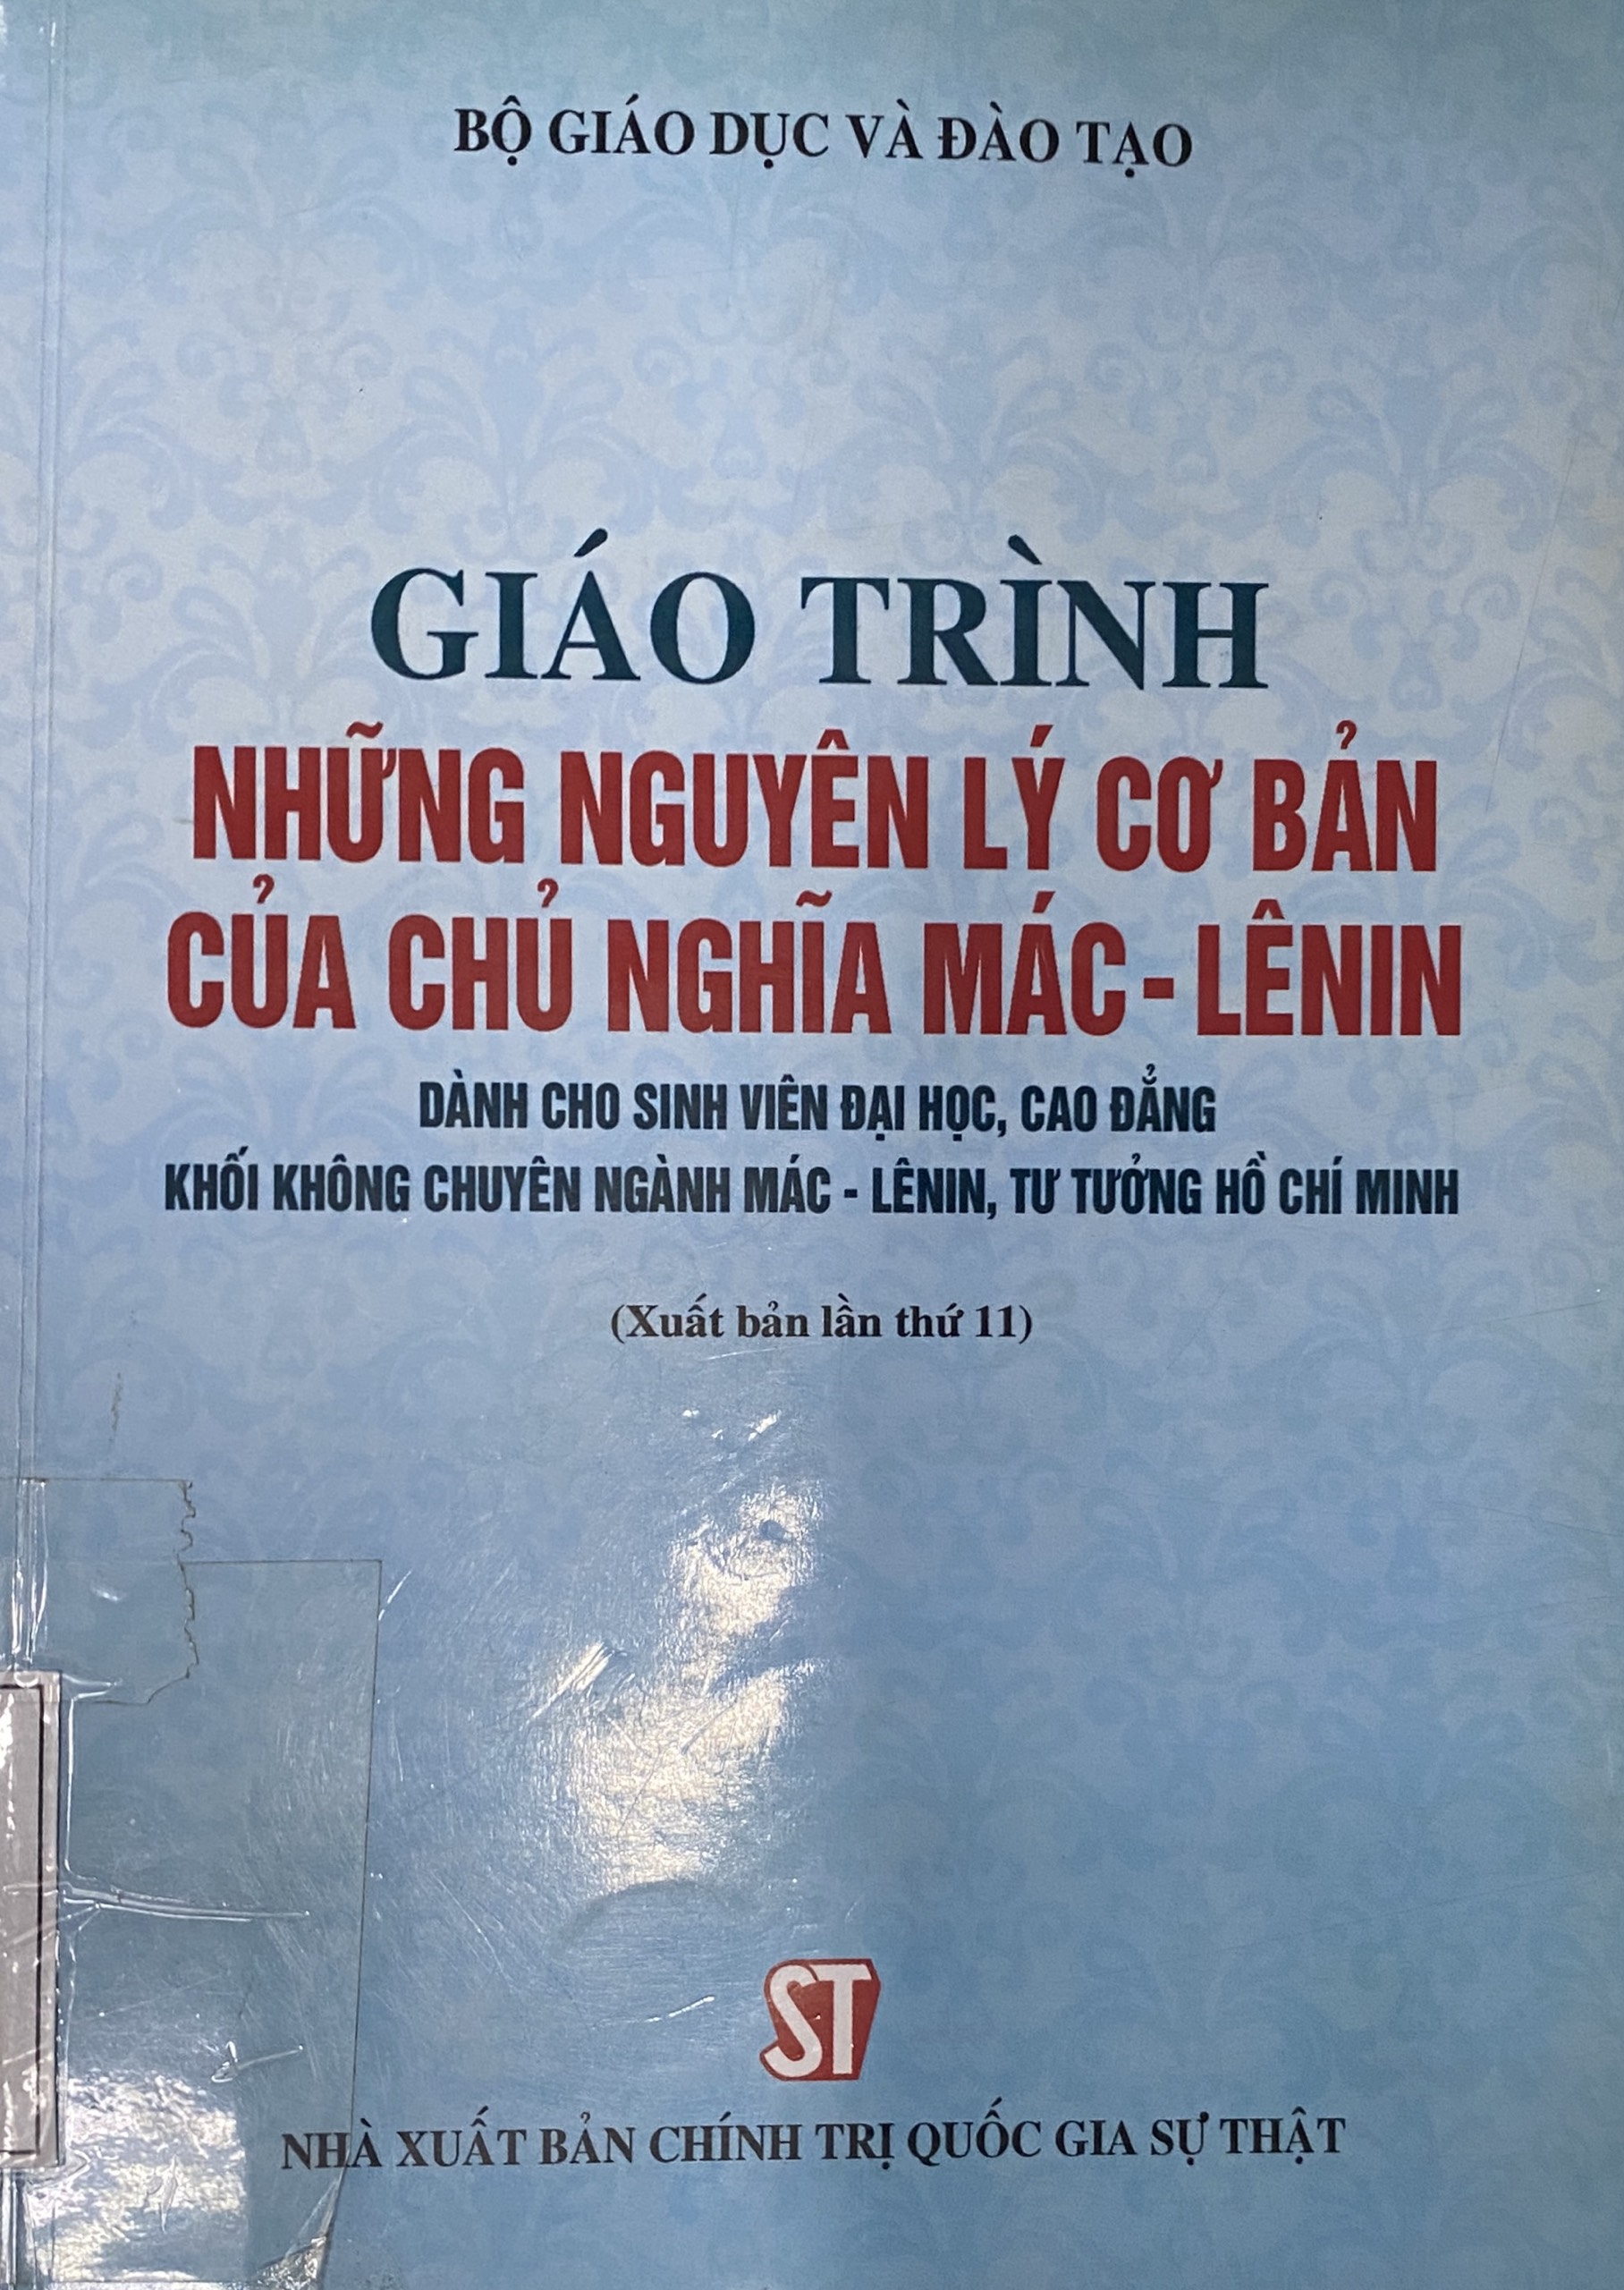 BỘ GIÁO DỤC VÀ ĐÀO TẠO
GIÁO TRÌNH
NHỮNG NGUYÊN LÝ CƠ BẢN
CỦA CHỦ NGHĨA MÁC - LÊNIN
DÀNH CHO SINH VIÊN ĐẠI HỌC, CAO ĐẲNG
KHỐI KHÔNG CHUYÊN NGÀNH MÁC - LÊNIN, TƯ TƯỞNG HỒ CHÍ MINH
(Xuất bản lần thứ 11)
ST
NHÀ XUẤT BẢN CHÍNH TRỊ QUỐC GIA SỰ THẬT